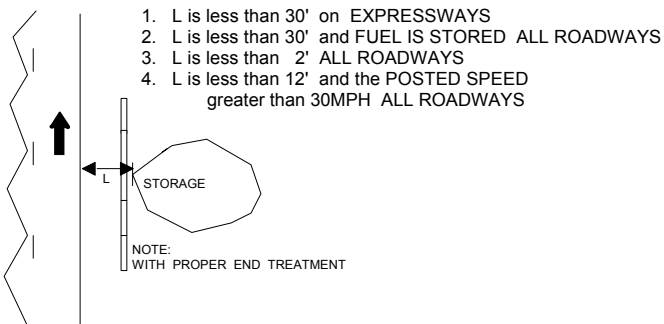 1. L is less than 30' on EXPRESSWAYS
2. L is less than 30' and FUEL IS STORED ALL ROADWAYS
3. L is less than 2' ALL ROADWAYS
4. L is less than 12' and the POSTED SPEED
greater than 30MPH ALL ROADWAYS
L
STORAGE
NOTE:
WITH PROPER END TREATMENT